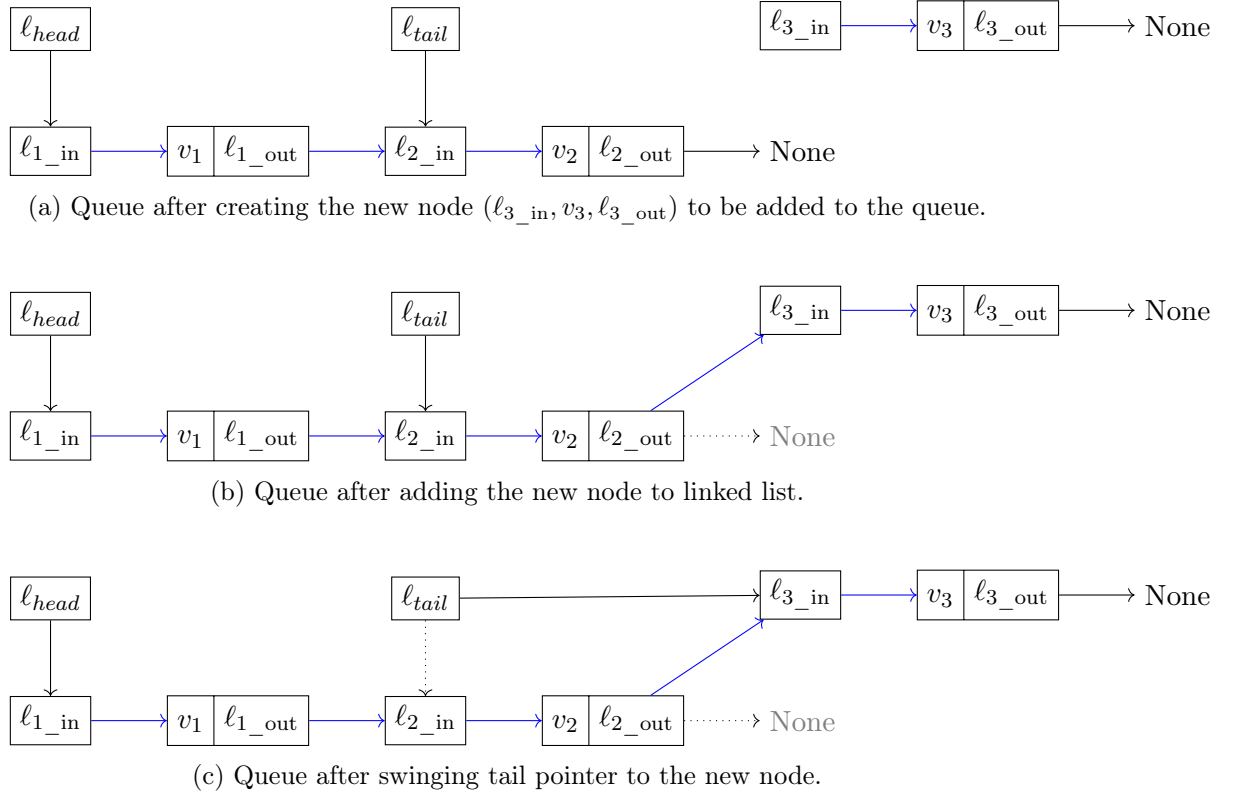 ℓhead ℓtail ℓ3_in v3 ℓ3_out None
ℓ1_in v1 ℓ1_out ℓ2_in v2 ℓ2_out None
(a) Queue after creating the new node (ℓ3_in, v3, ℓ3_out) to be added to the queue.
ℓhead ℓtail ℓ3_in v3 ℓ3_out None
ℓ1_in v1 ℓ1_out ℓ2_in v2 ℓ2_out None
(b) Queue after adding the new node to linked list.
ℓhead ℓtail ℓ3_in v3 ℓ3_out None
ℓ1_in v1 ℓ1_out ℓ2_in v2 ℓ2_out None
(c) Queue after swinging tail pointer to the new node.